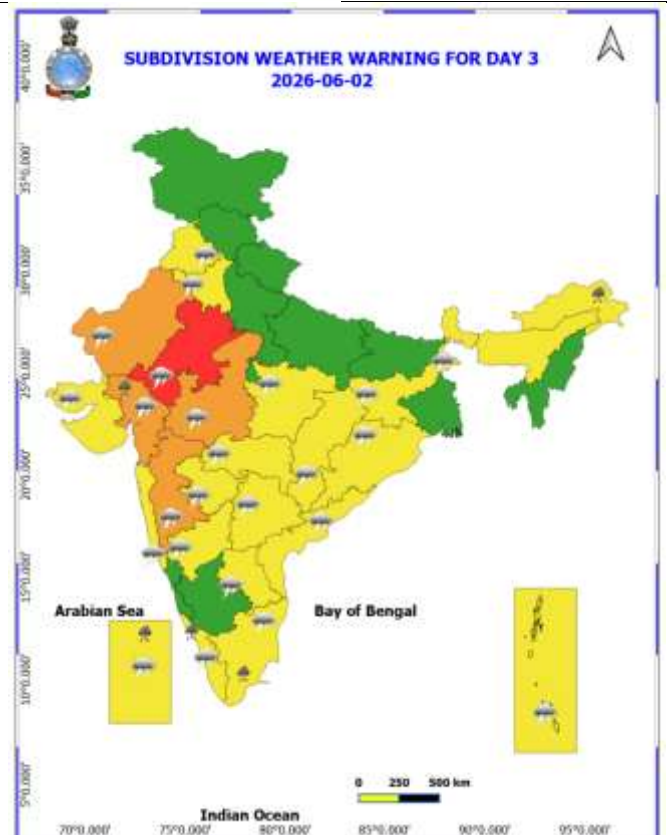 SUBDIVISION WEATHER WARNING FOR DAY 3
2026-06-02
40°0.000'
35°0.000'
30°0.000'
25°0.000'
20°0.000'
15°0.000'
10°0.000'
5°0.000'
Arabian Sea
Bay of Bengal
0 250 500 km
Indian Ocean
70°0.000' 75°0.000' 80°0.000' 85°0.000' 90°0.000' 95°0.000'